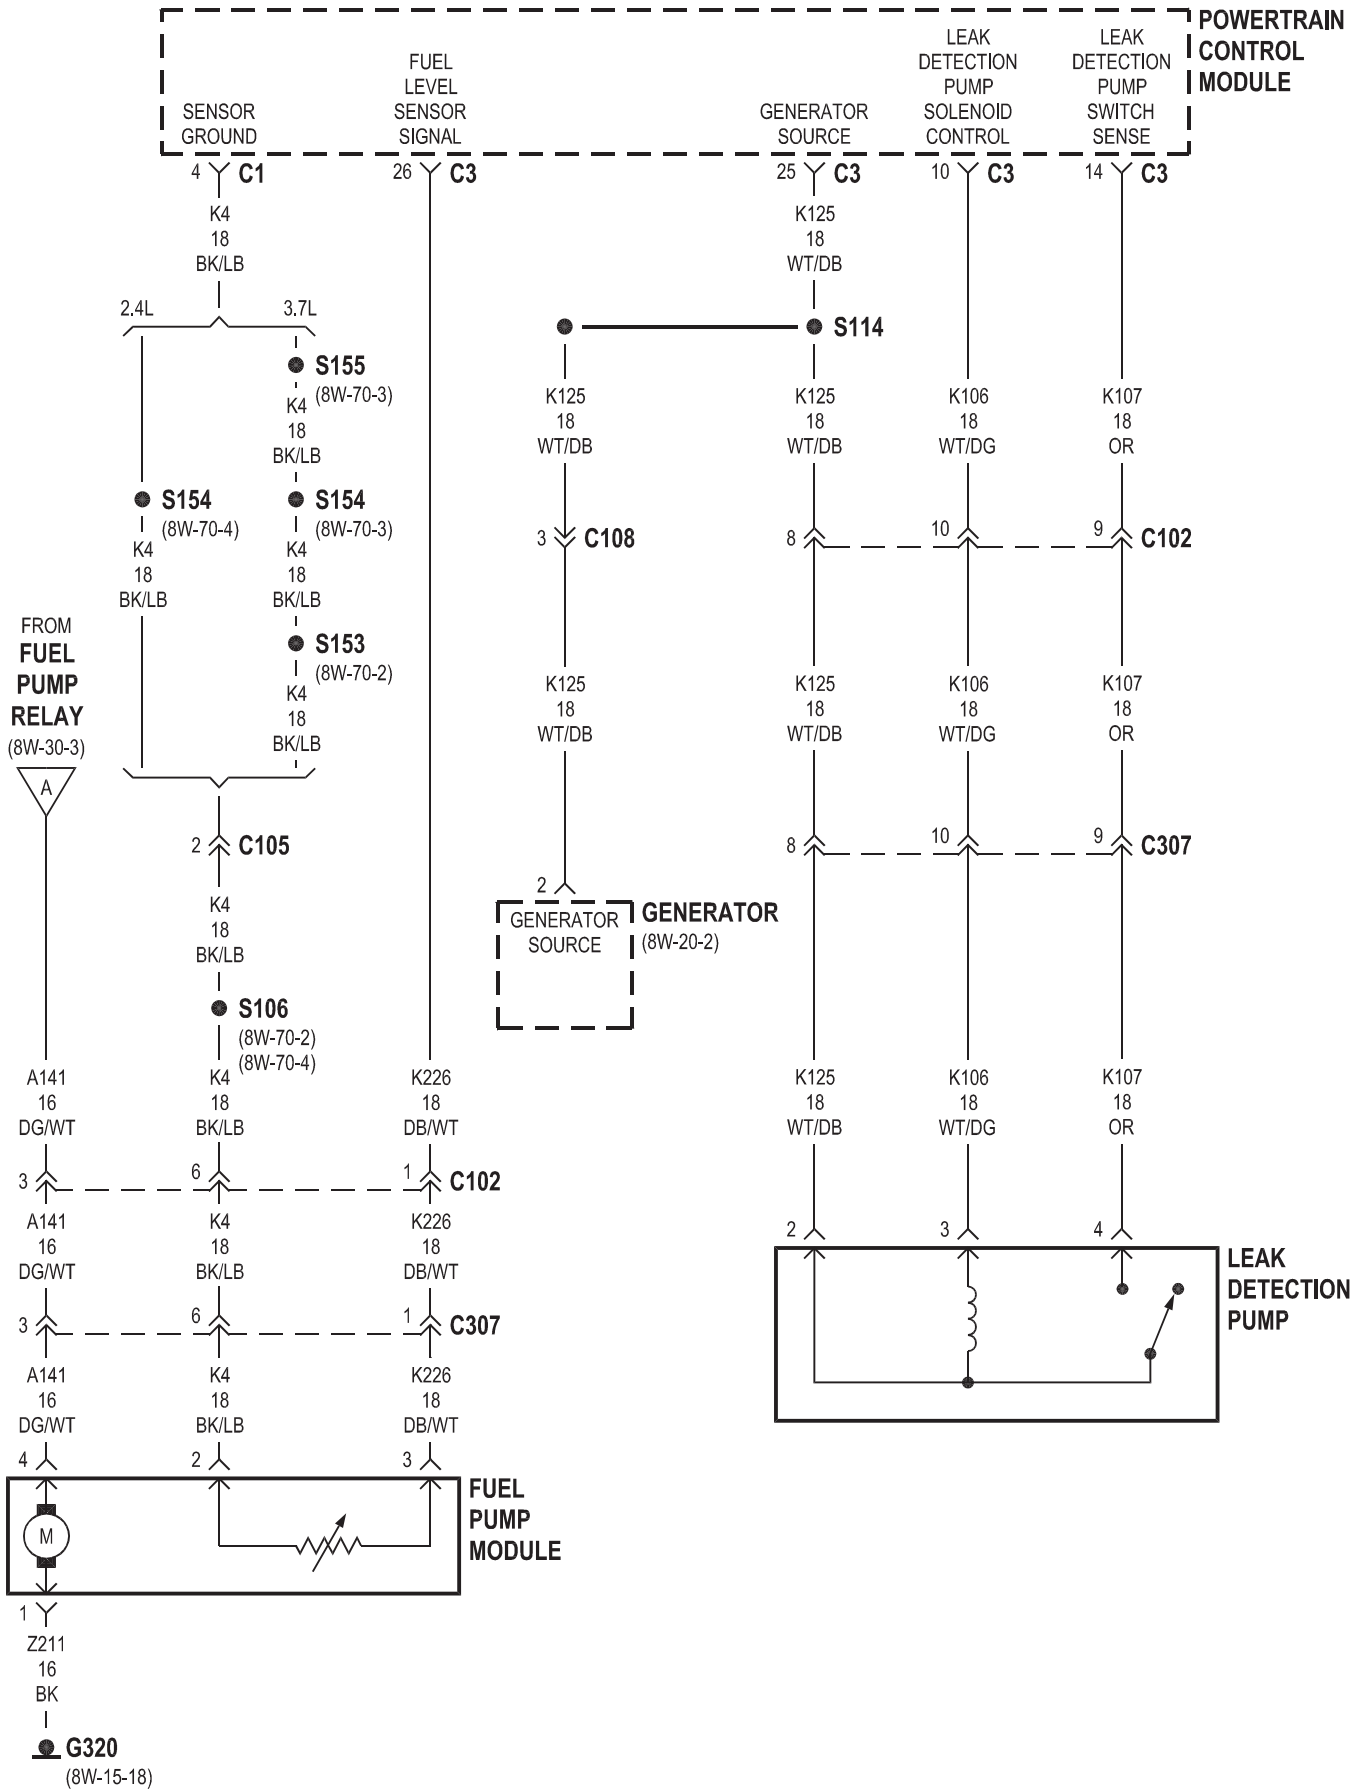 POWERTRAIN
CONTROL
MODULE
SENSOR
GROUND
FUEL
LEVEL
SENSOR
SIGNAL
GENERATOR
SOURCE
LEAK
DETECTION
PUMP
SOLENOID
CONTROL
LEAK
DETECTION
PUMP
SWITCH
SENSE
4 C1
26 C3
25 C3
10 C3
14 C3
K4
18
BK/LB
K125
18
WT/DB
2.4L
3.7L
S114
S155
(8W-70-3)
K4
18
BK/LB
K125
18
WT/DB
K125
18
WT/DB
K106
18
WT/DG
K107
18
OR
S154
(8W-70-4)
S154
(8W-70-3)
K4
18
BK/LB
K4
18
BK/LB
3 C108
8
10
9 C102
FROM
FUEL
PUMP
RELAY
(8W-30-3)
A
S153
(8W-70-2)
K4
18
BK/LB
K125
18
WT/DB
K125
18
WT/DB
K106
18
WT/DG
K107
18
OR
2 C105
8
10
9 C307
K4
18
BK/LB
2
GENERATOR
SOURCE
GENERATOR
(8W-20-2)
S106
(8W-70-2)
(8W-70-4)
A141
16
DG/WT
K4
18
BK/LB
K226
18
DB/WT
K125
18
WT/DB
K106
18
WT/DG
K107
18
OR
3
6
1 C102
A141
16
DG/WT
K4
18
BK/LB
K226
18
DB/WT
2
3
4
LEAK
DETECTION
PUMP
3
6
1 C307
A141
16
DG/WT
K4
18
BK/LB
K226
18
DB/WT
4
2
3
M
FUEL
PUMP
MODULE
1
Z211
16
BK
G320
(8W-15-18)